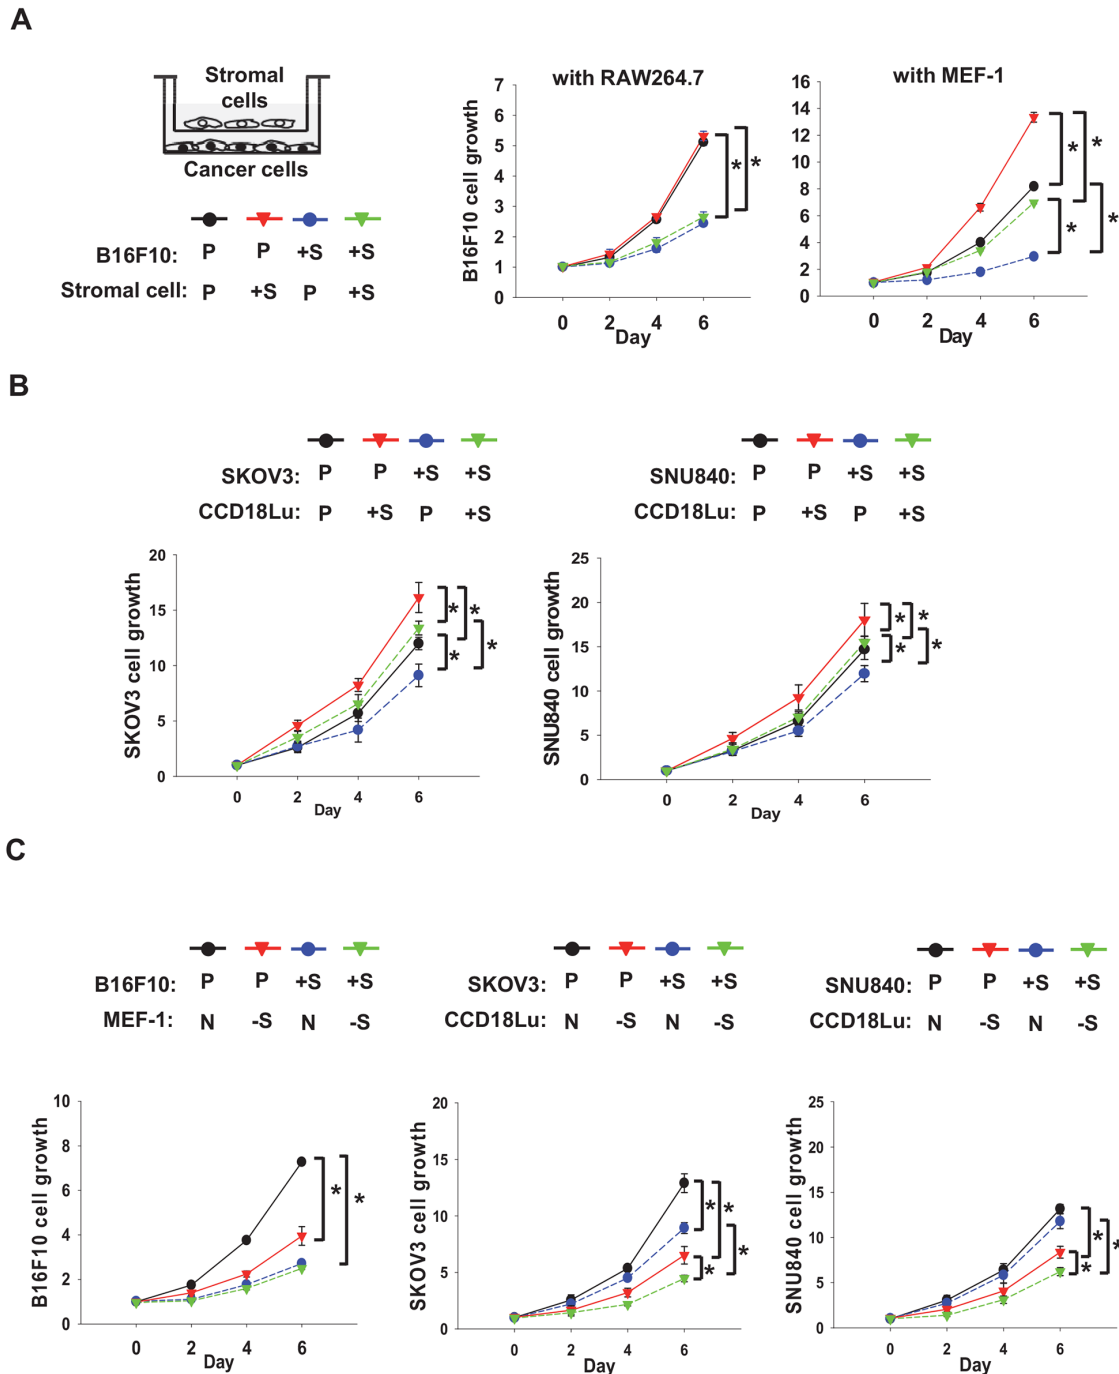 A
Stromal
cells
Cancer cells
B16F10: P P +S +S
Stromal cell: P +S P +S
with RAW264.7
B16F10 cell growth
7
6
5
4
3
2
1
0
0 2 4 6
Day
* *
with MEF-1
16
14
12
10
8
6
4
2
0
0 2 4 6
Day
* *
* *
B
SKOV3: P P +S +S
CCD18Lu: P +S P +S
SKOV3 cell growth
20
15
10
5
0
0 2 4 6
Day
* *
* *
SNU840: P P +S +S
CCD18Lu: P +S P +S
SNU840 cell growth
25
20
15
10
5
0
0 2 4 6
Day
* *
* *
C
B16F10: P P +S +S
MEF-1: N -S N -S
B16F10 cell growth
10
8
6
4
2
0
0 2 4 6
Day
* *
SKOV3: P P +S +S
CCD18Lu: N -S N -S
SKOV3 cell growth
20
15
10
5
0
0 2 4 6
Day
* *
* *
SNU840: P P +S +S
CCD18Lu: N -S N -S
SNU840 cell growth
25
20
15
10
5
0
0 2 4 6
Day
* *
*